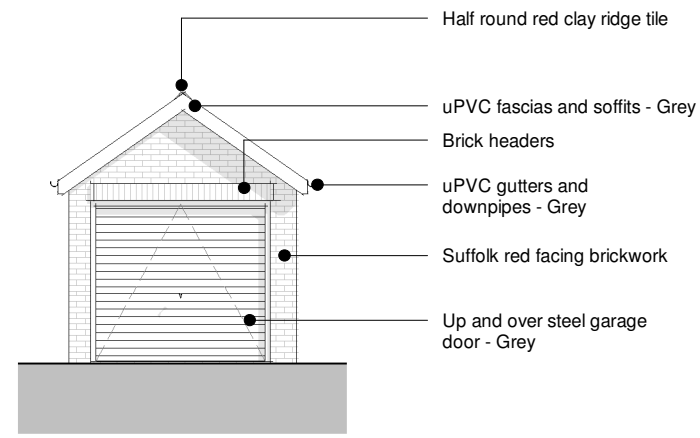 Half round red clay ridge tile
uPVC fascias and soffits - Grey
Brick headers
uPVC gutters and
downpipes - Grey
Suffolk red facing brickwork
Up and over steel garage
door - Grey